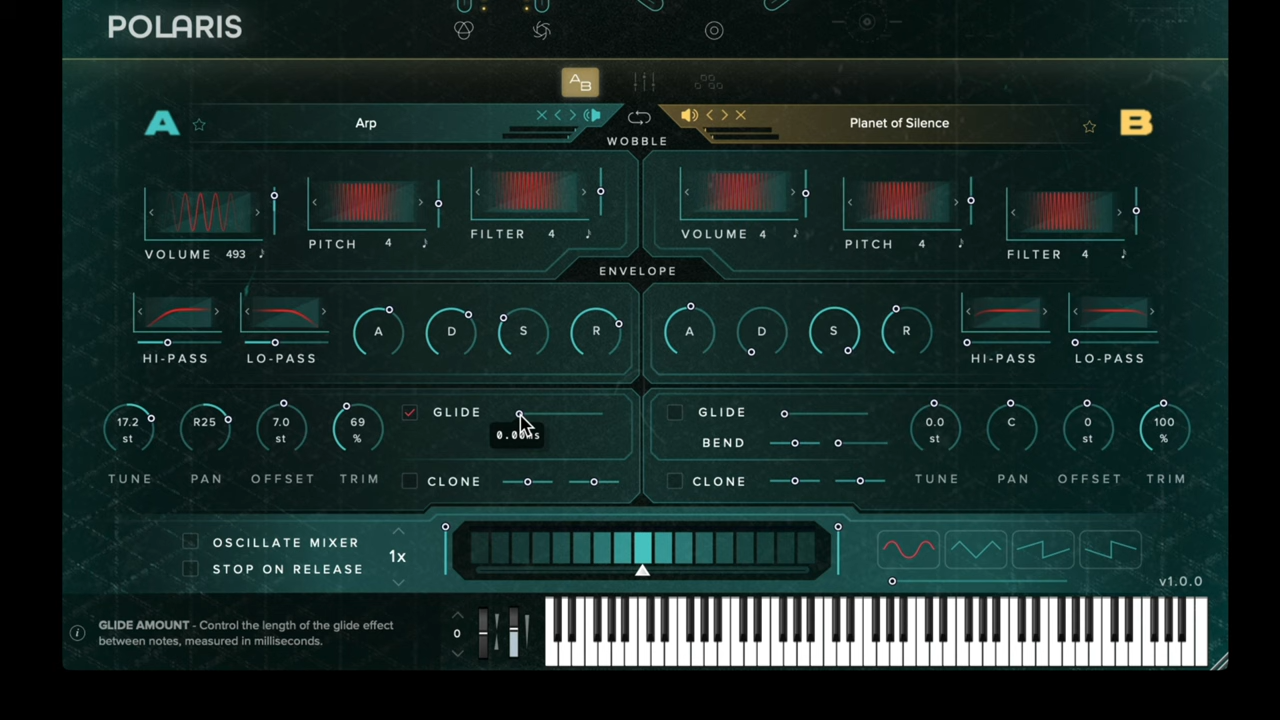 POLARIS
A B
A
Arp
Planet of Silence
B
WOBBLE
VOLUME 493
PITCH 4
FILTER 4
VOLUME 4
PITCH 4
FILTER 4
ENVELOPE
HI-PASS
LO-PASS
A
D
S
R
A
D
S
R
HI-PASS
LO-PASS
17.2 st
R25
7.0 st
69 %
GLIDE
0.00ms
GLIDE
BEND
0.0 st
C
0 st
100 %
TUNE
PAN
OFFSET
TRIM
CLONE
CLONE
TUNE
PAN
OFFSET
TRIM
OSCILLATE MIXER
STOP ON RELEASE
1x
v1.0.0
GLIDE AMOUNT - Control the length of the glide effect
between notes, measured in milliseconds.
0